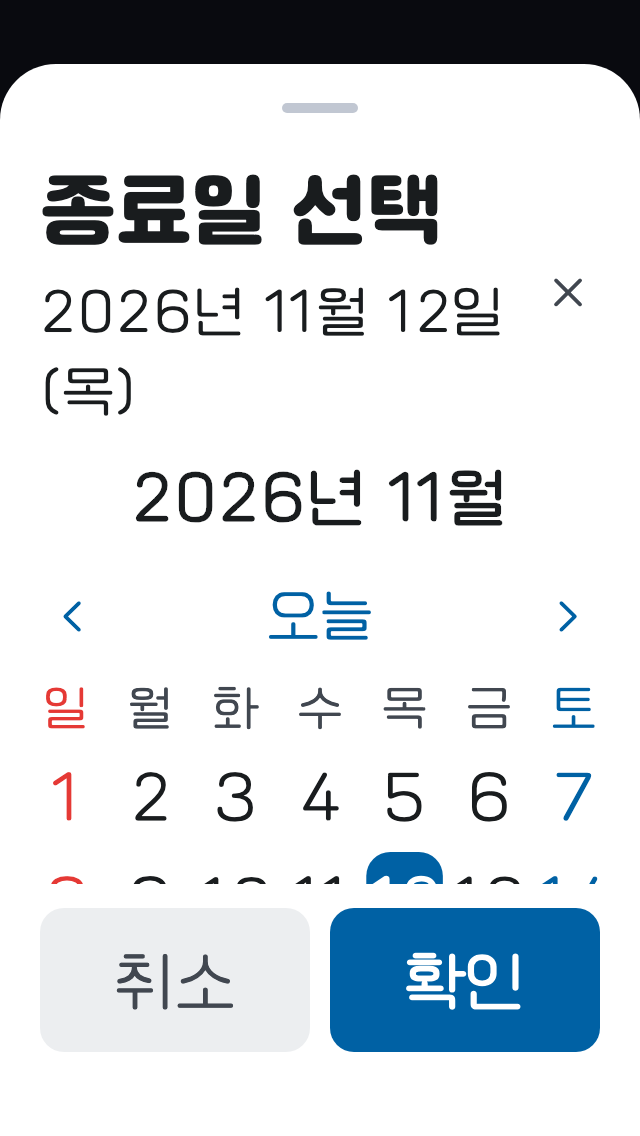 종료일 선택
2026년 11월 12일
(목)
2026년 11월
오늘
일 월 화 수 목 금 토
1 2 3 4 5 6 7
취소 확인